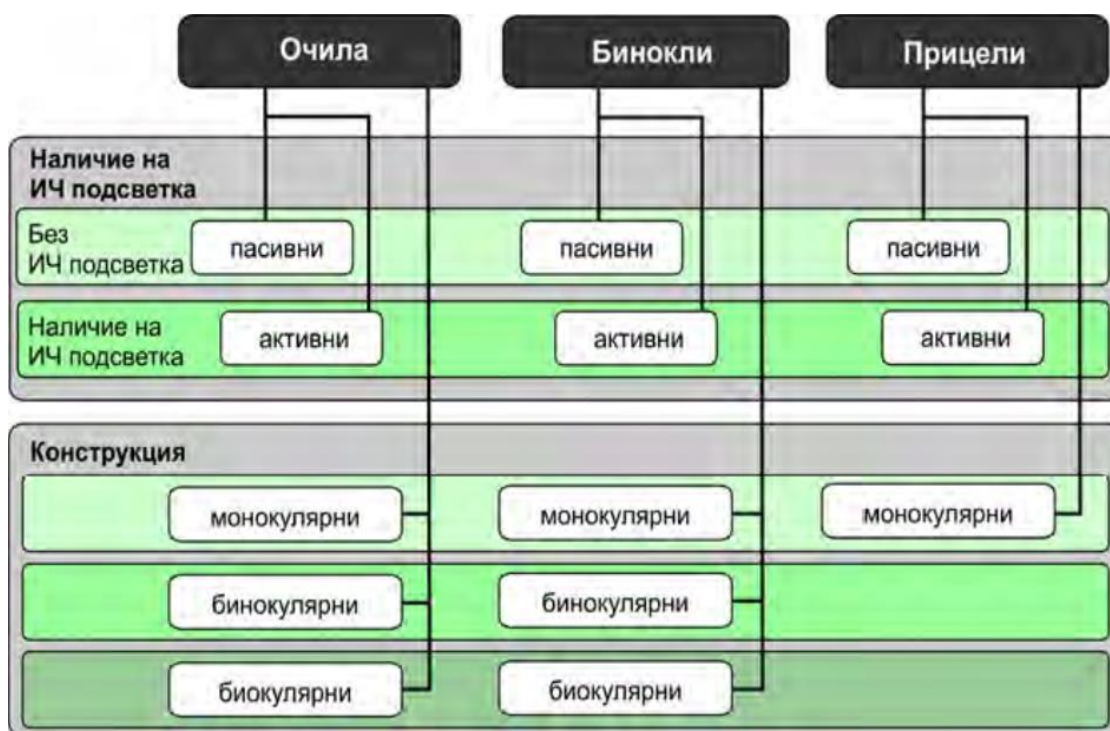 Очила
Бинокли
Прицели
Наличие на
ИЧ подсветка
Без
ИЧ подсветка
пасивни
пасивни
пасивни
Наличие на
ИЧ подсветка
активни
активни
активни
Конструкция
монокулярни
монокулярни
монокулярни
бинокулярни
бинокулярни
биокулярни
биокулярни